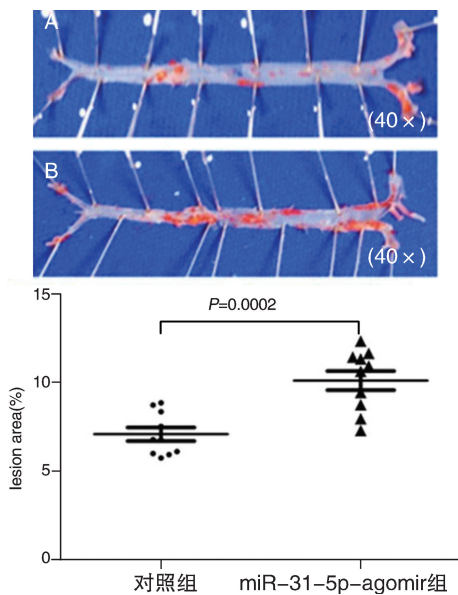 A
(40×)
B
(40×)
15
P=0.0002
10
lesion area(%)
5
0
对照组
miR-31-5p-agomir组